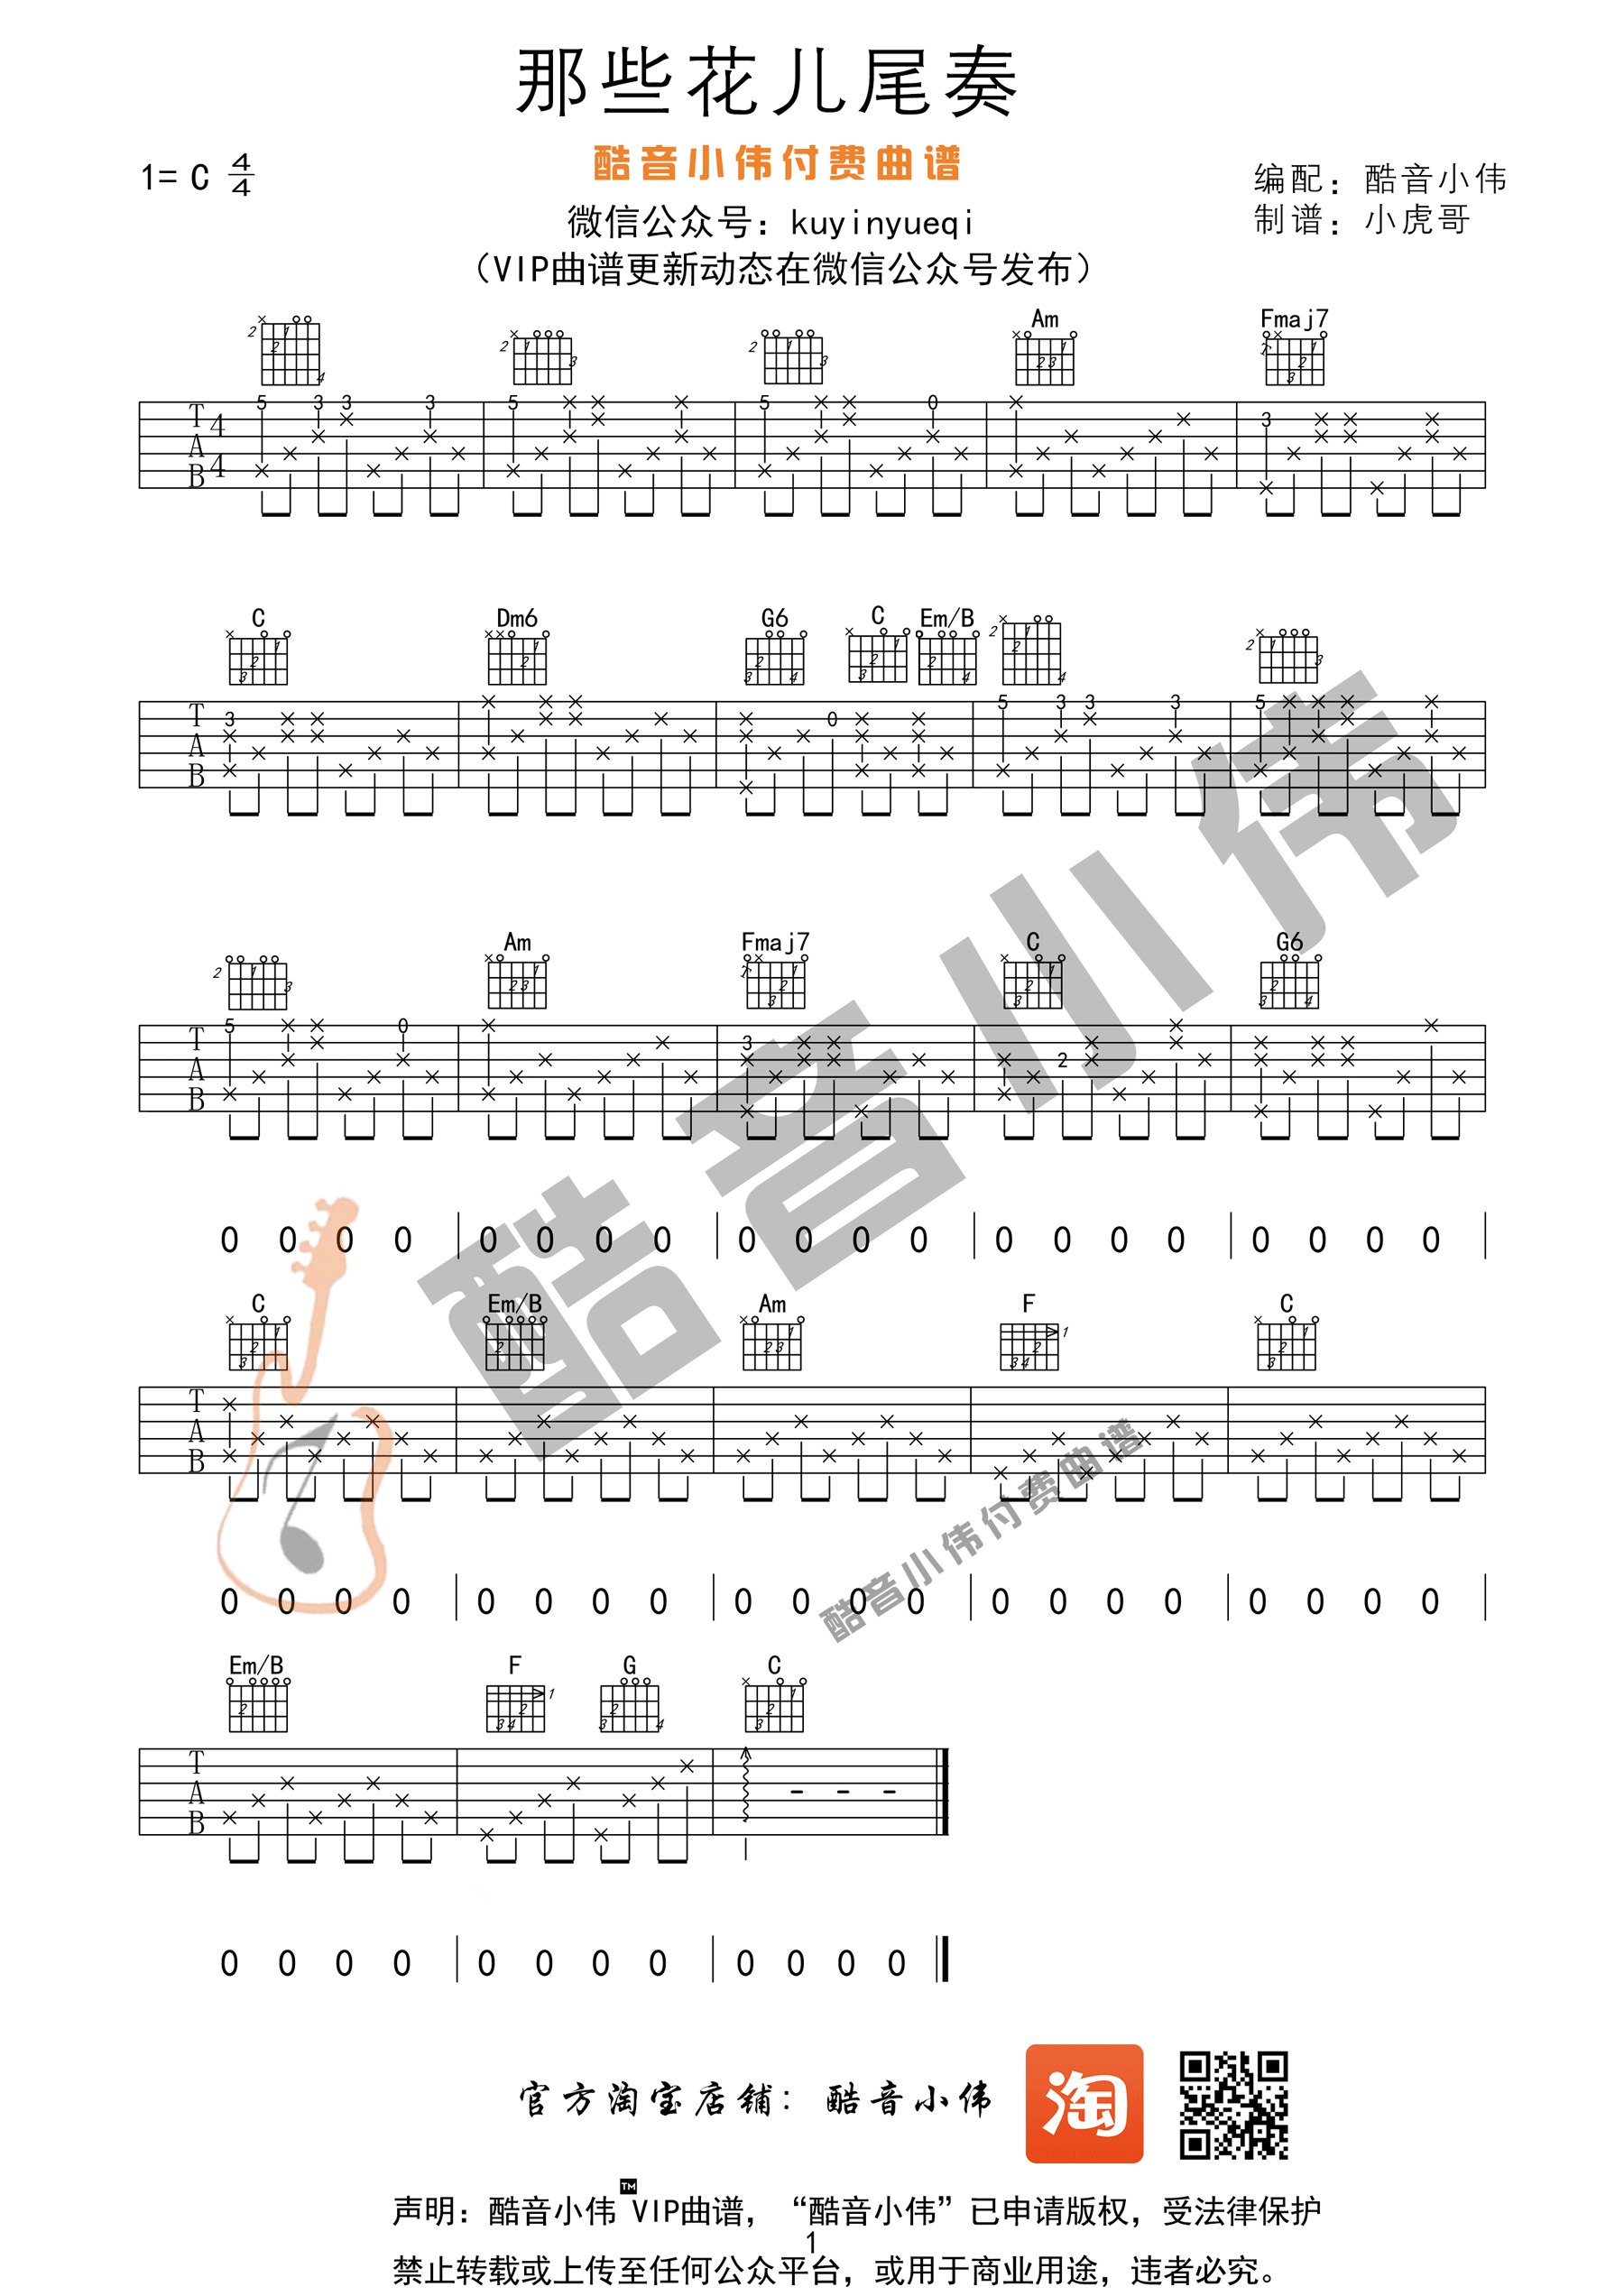 那些花儿尾奏
酷音小伟付费曲谱
1= C 4/4
编配：酷音小伟
微信公众号：kuyinyueqi
制谱：小虎哥
（VIP曲谱更新动态在微信公众号发布）
Am Fmaj7
2 2 2
5 3 3 3 5 5 0 3
T A B 4 4
C Dm6 G6 C Em/B
2 2
3 0 5 3 3 3 5
T A B
Am Fmaj7 C G6
2
5 0 3 2
T A B
0 0 0 0 | 0 0 0 0 | 0 0 0 0 | 0 0 0 0 | 0 0 0 0 |
C Em/B Am F C
T A B
0 0 0 0 | 0 0 0 0 | 0 0 0 0 | 0 0 0 0 | 0 0 0 0 |
Em/B F G C
T A B
- - -
0 0 0 0 | 0 0 0 0 | 0 0 0 0
酷音小伟
酷音小伟付费曲谱
官方淘宝店铺：酷音小伟
淘
声明：酷音小伟TM VIP曲谱，“酷音小伟”已申请版权，受法律保护
1
禁止转载或上传至任何公众平台，或用于商业用途，违者必究。